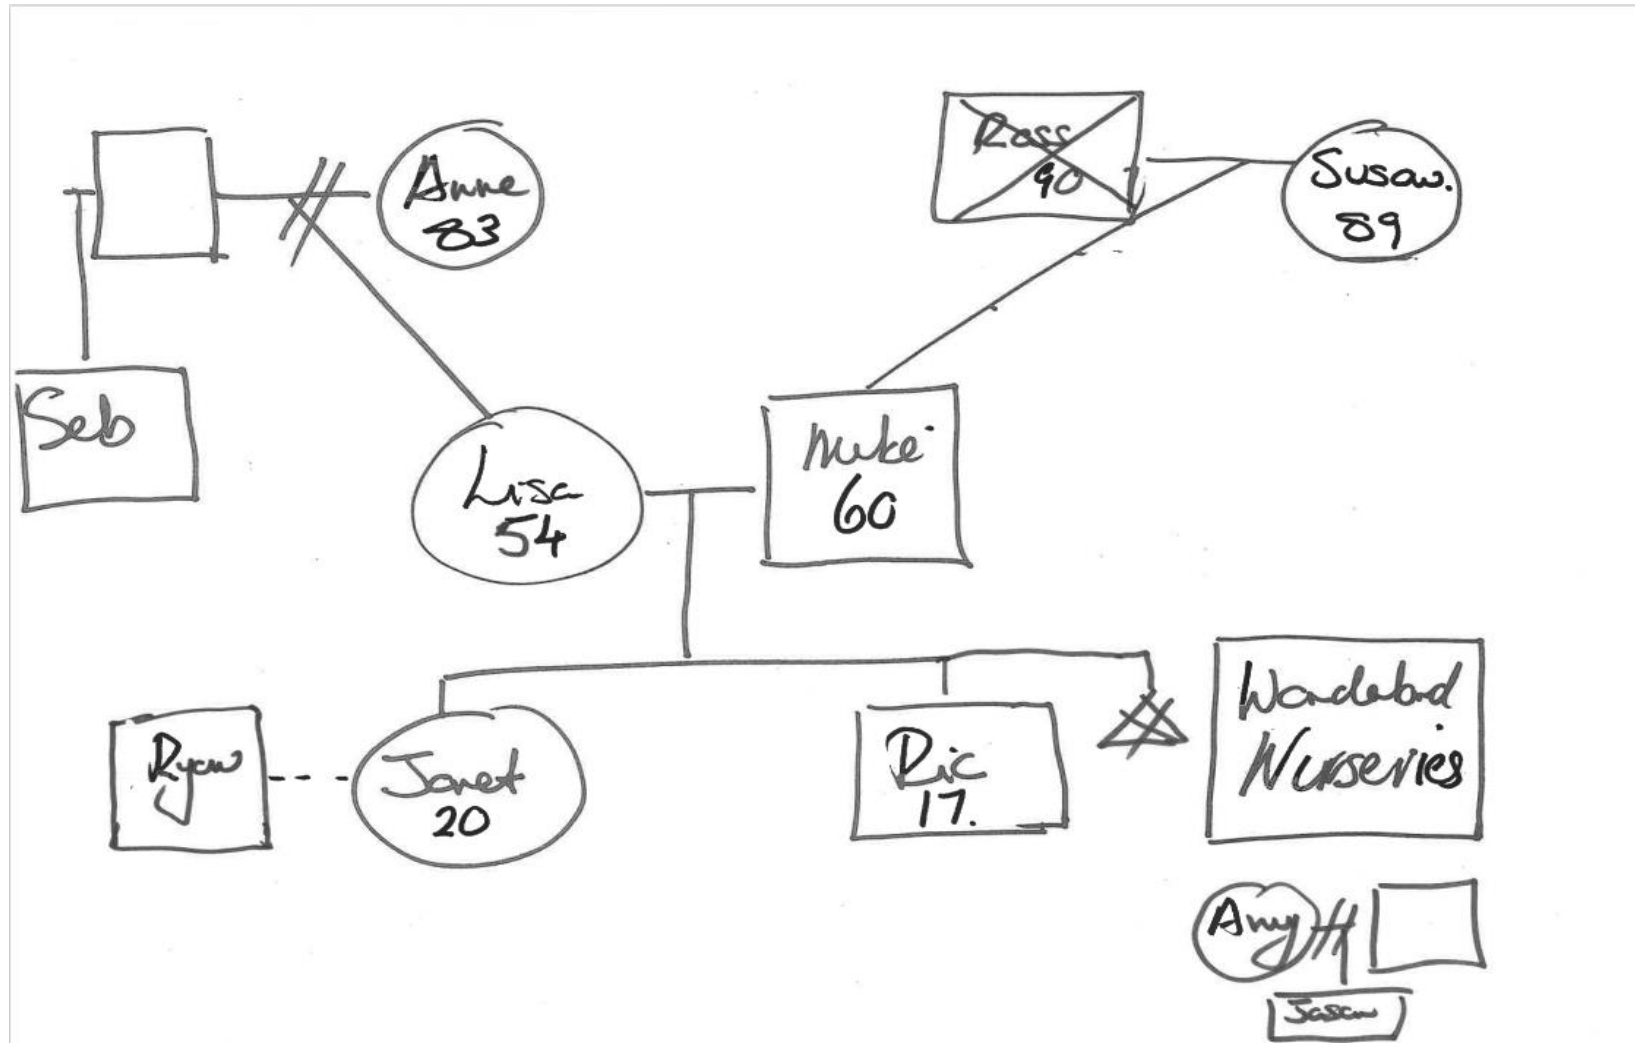 Anne
83
Ross
90
Susan.
89
Seb
Lisa
54
Mike
60
Ryan
Janet
20
Ric
17.
Wonderland
Nurseries
Amy
Jason